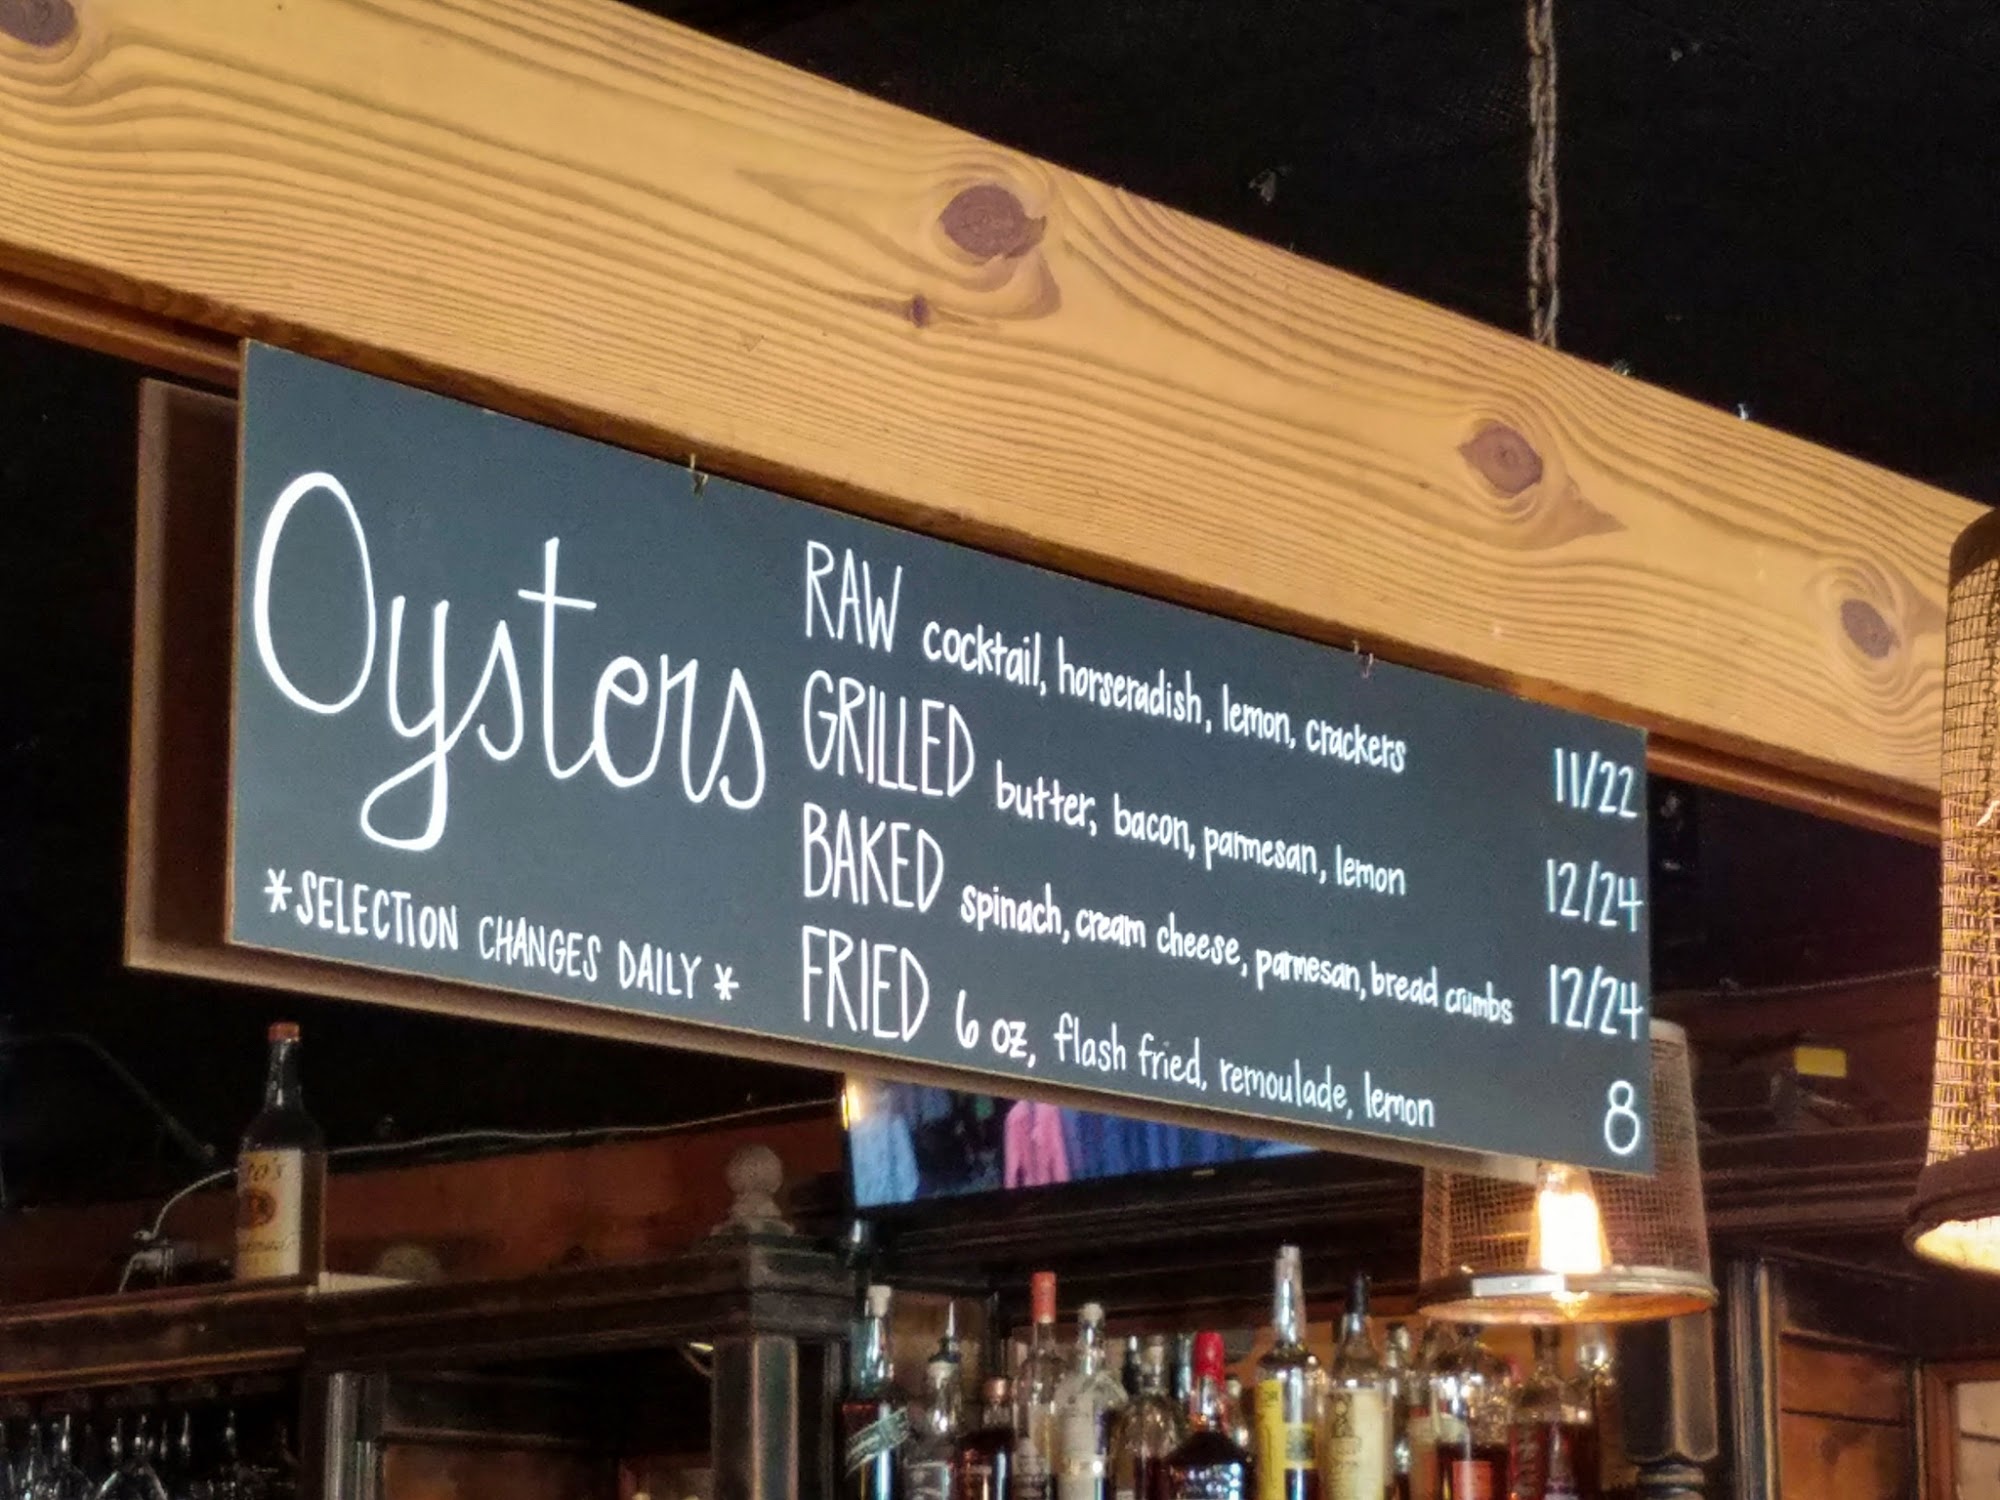 Oysters
*SELECTION CHANGES DAILY*
RAW cocktail, horseradish, lemon, crackers 11/22
GRILLED butter, bacon, parmesan, lemon 12/24
BAKED spinach, cream cheese, parmesan, bread crumbs 12/24
FRIED 6 oz, flash fried, remoulade, lemon 8